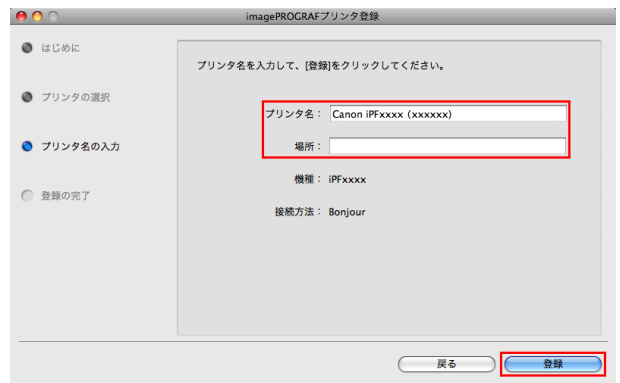 imagePROGRAFプリンタ登録
はじめに
プリンタの選択
プリンタ名の入力
登録の完了
プリンタ名を入力して、[登録]をクリックしてください。
プリンタ名： Canon iPFxxxx (xxxxxx)
場所：
機種： iPFxxxx
接続方法： Bonjour
戻る 登録